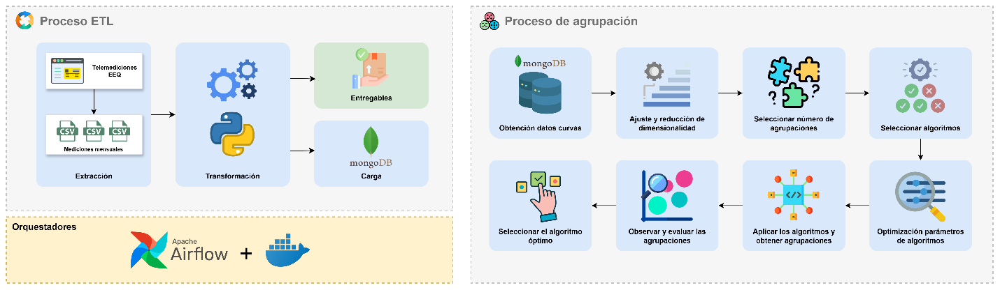 Proceso ETL
Telemediciones
EEQ
CSV CSV CSV
Mediciones mensuales
Extracción
Transformación
Entregables
mongoDB
Carga
Orquestadores
Apache
Airflow
+
Proceso de agrupación
mongoDB
Obtención datos curvas
Ajuste y reducción de
dimensionalidad
? ?
Seleccionar número de
agrupaciones
Seleccionar algoritmos
Seleccionar el algoritmo
óptimo
Observar y evaluar las
agrupaciones
</>
Aplicar los algoritmos y
obtener agrupaciones
Optimización parámetros
de algoritmos